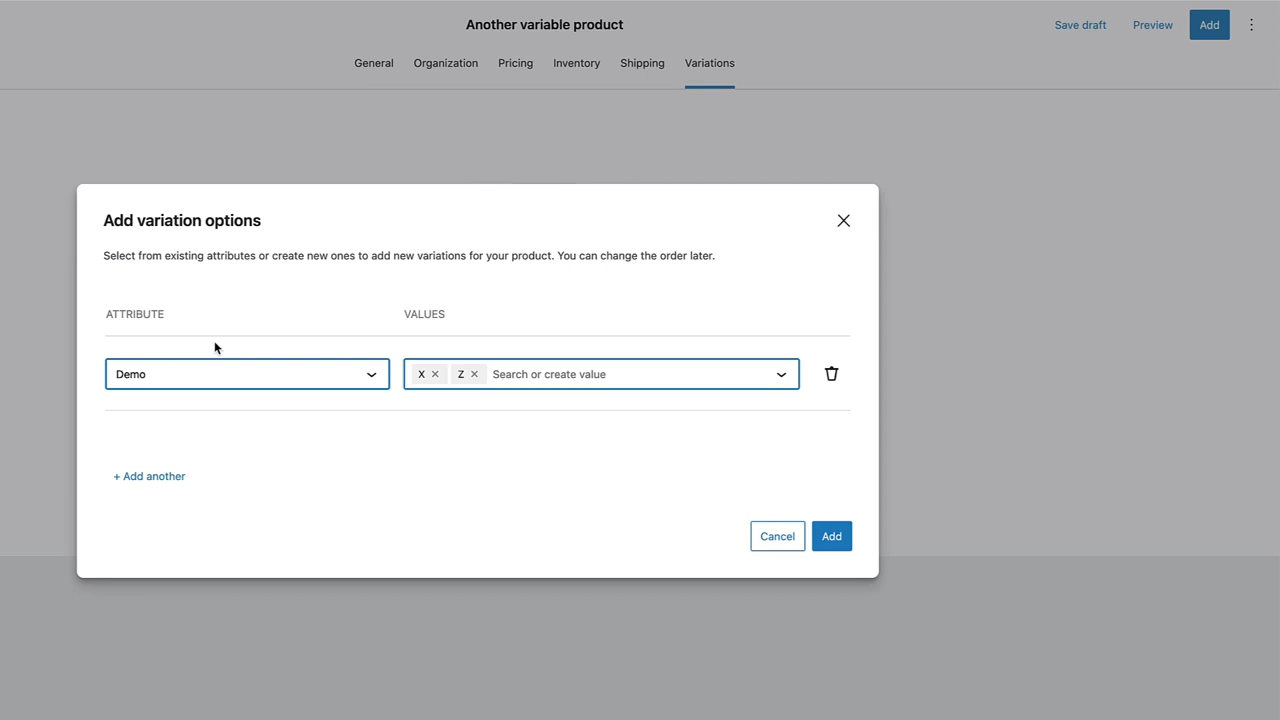 Another variable product
Save draft
Preview
Add
General
Organization
Pricing
Inventory
Shipping
Variations
Add variation options
Select from existing attributes or create new ones to add new variations for your product. You can change the order later.
ATTRIBUTE
VALUES
Demo
X
Z
Search or create value
+ Add another
Cancel
Add